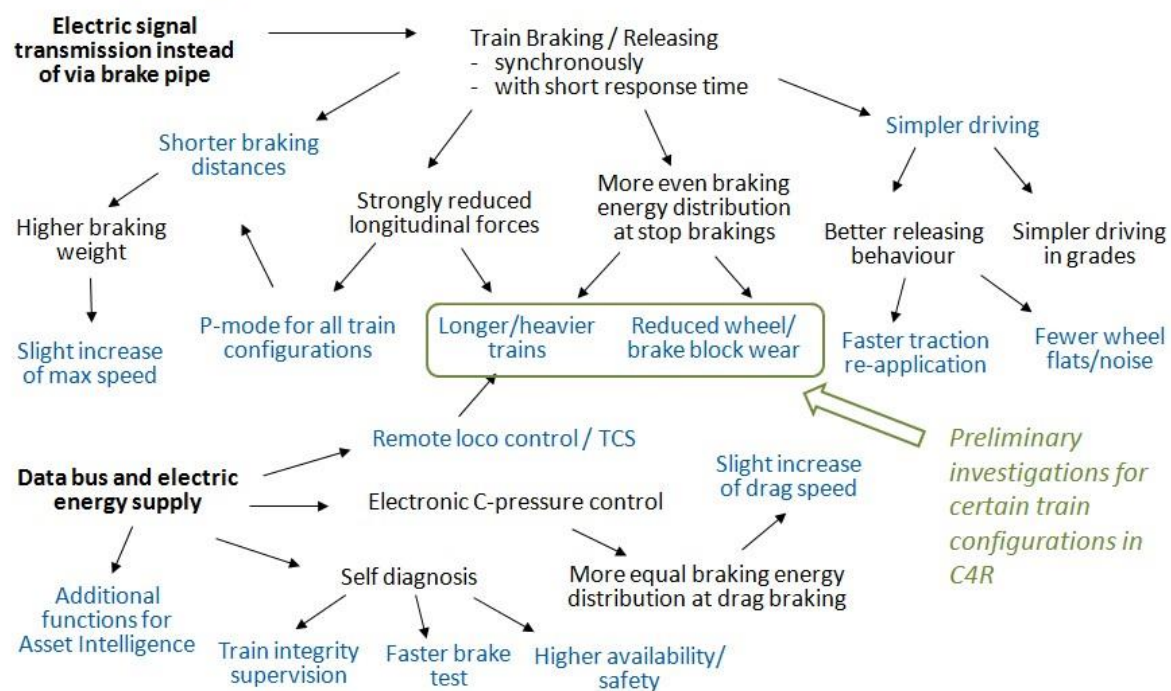 Electric signal
transmission instead
of via brake pipe
Train Braking / Releasing
- synchronously
- with short response time
Shorter braking
distances
Simpler driving
Higher braking
weight
Strongly reduced
longitudinal forces
More even braking
energy distribution
at stop brakings
Better releasing
behaviour
Simpler driving
in grades
Slight increase
of max speed
P-mode for all train
configurations
Longer/heavier
trains
Reduced wheel/
brake block wear
Faster traction
re-application
Fewer wheel
flats/noise
Remote loco control / TCS
Preliminary
investigations for
certain train
configurations in
C4R
Data bus and electric
energy supply
Electronic C-pressure control
Slight increase
of drag speed
Self diagnosis
More equal braking energy
distribution at drag braking
Additional
functions for
Asset Intelligence
Train integrity
supervision
Faster brake
test
Higher availability/
safety